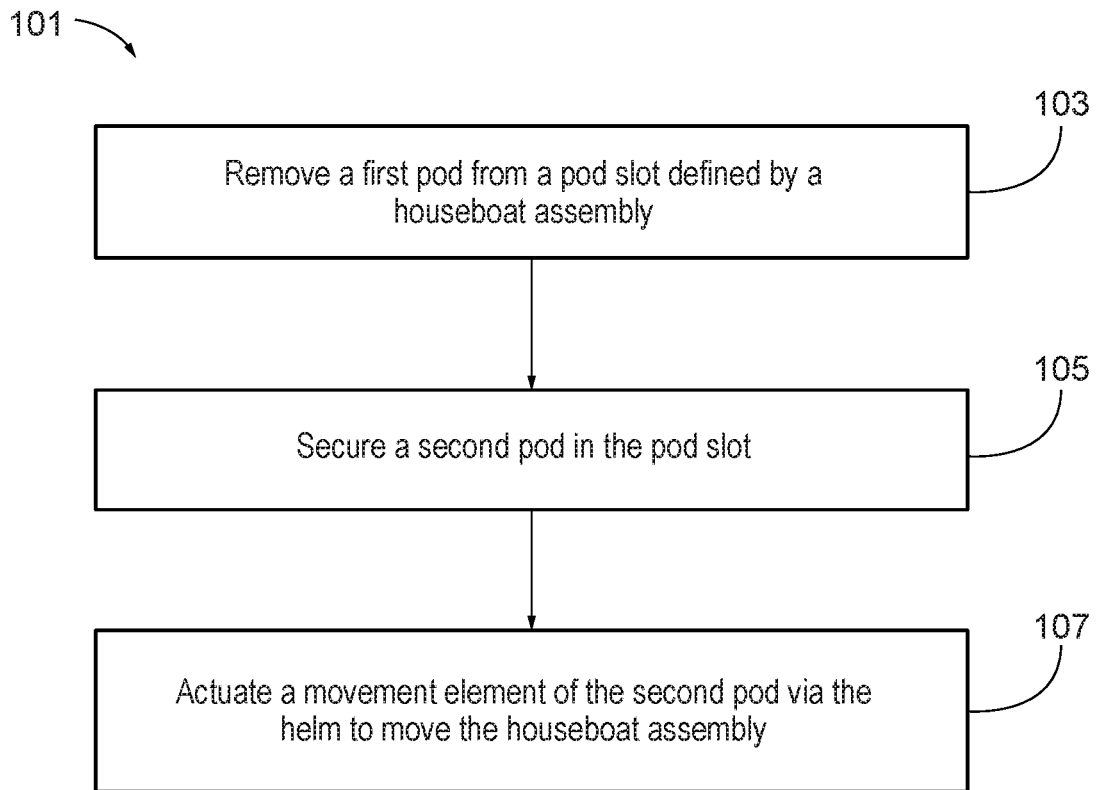 101
103
Remove a first pod from a pod slot defined by a
houseboat assembly
105
Secure a second pod in the pod slot
107
Actuate a movement element of the second pod via the
helm to move the houseboat assembly